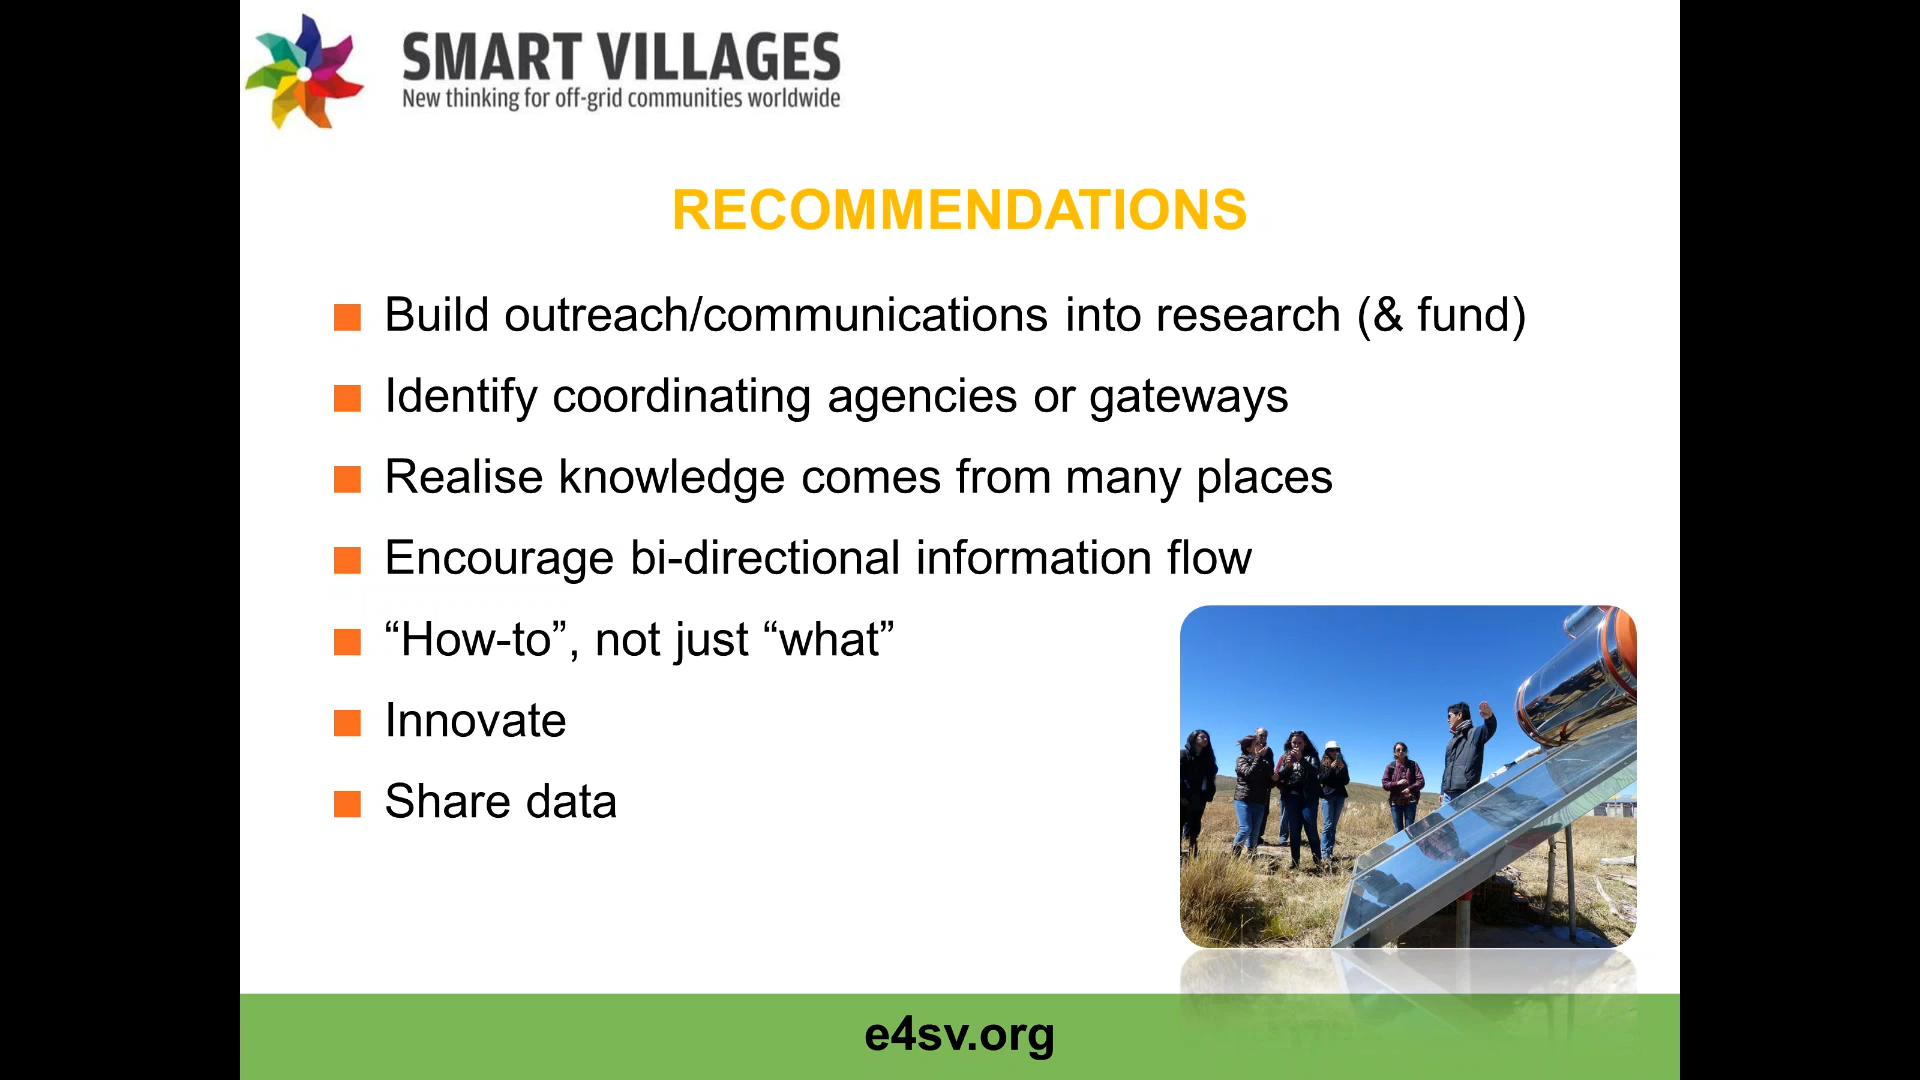 SMART VILLAGES
New thinking for off-grid communities worldwide
RECOMMENDATIONS
Build outreach/communications into research (& fund)
Identify coordinating agencies or gateways
Realise knowledge comes from many places
Encourage bi-directional information flow
“How-to”, not just “what”
Innovate
Share data
e4sv.org